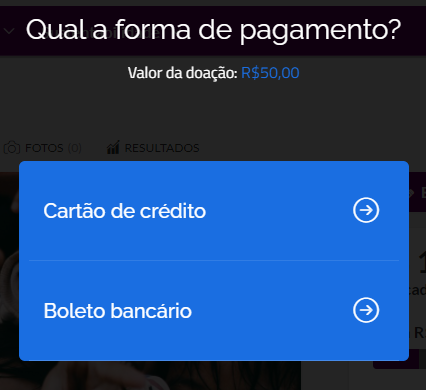 Qual a forma de pagamento?
Valor da doação: R$50,00
FOTOS (0) RESULTADOS
Cartão de crédito
Boleto bancário